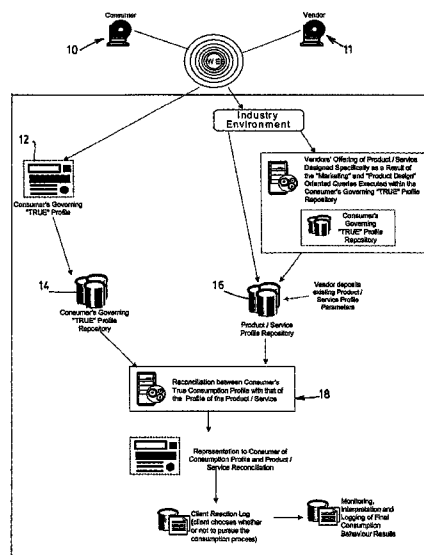 Consumer
Vendor
10
11
WEB
Industry
Environment
12
Consumer's Governing
"TRUE" Profile
Vendors' Offering of Product / Service
Designed Specifically as a Result of
the "Marketing" and "Product Design"
Oriented Queries Executed within the
Consumer's Governing "TRUE" Profile
Repository
Consumer's
Governing
"TRUE" Profile
Repository
14
Consumer's Governing
"TRUE" Profile
Repository
16
Product / Service
Profile Repository
Vendor deposits
existing Product /
Service Profile
Parameters
Reconciliation between Consumer's
True Consumption Profile with that of
the Profile of the Product / Service
18
Representation to Consumer of
Consumption Profile and Product /
Service Reconciliation
Client Reaction Log
(client chooses whether
or not to pursue the
consumption process)
Monitoring,
Interpretation and
Logging of Final
Consumption
Behaviour Results